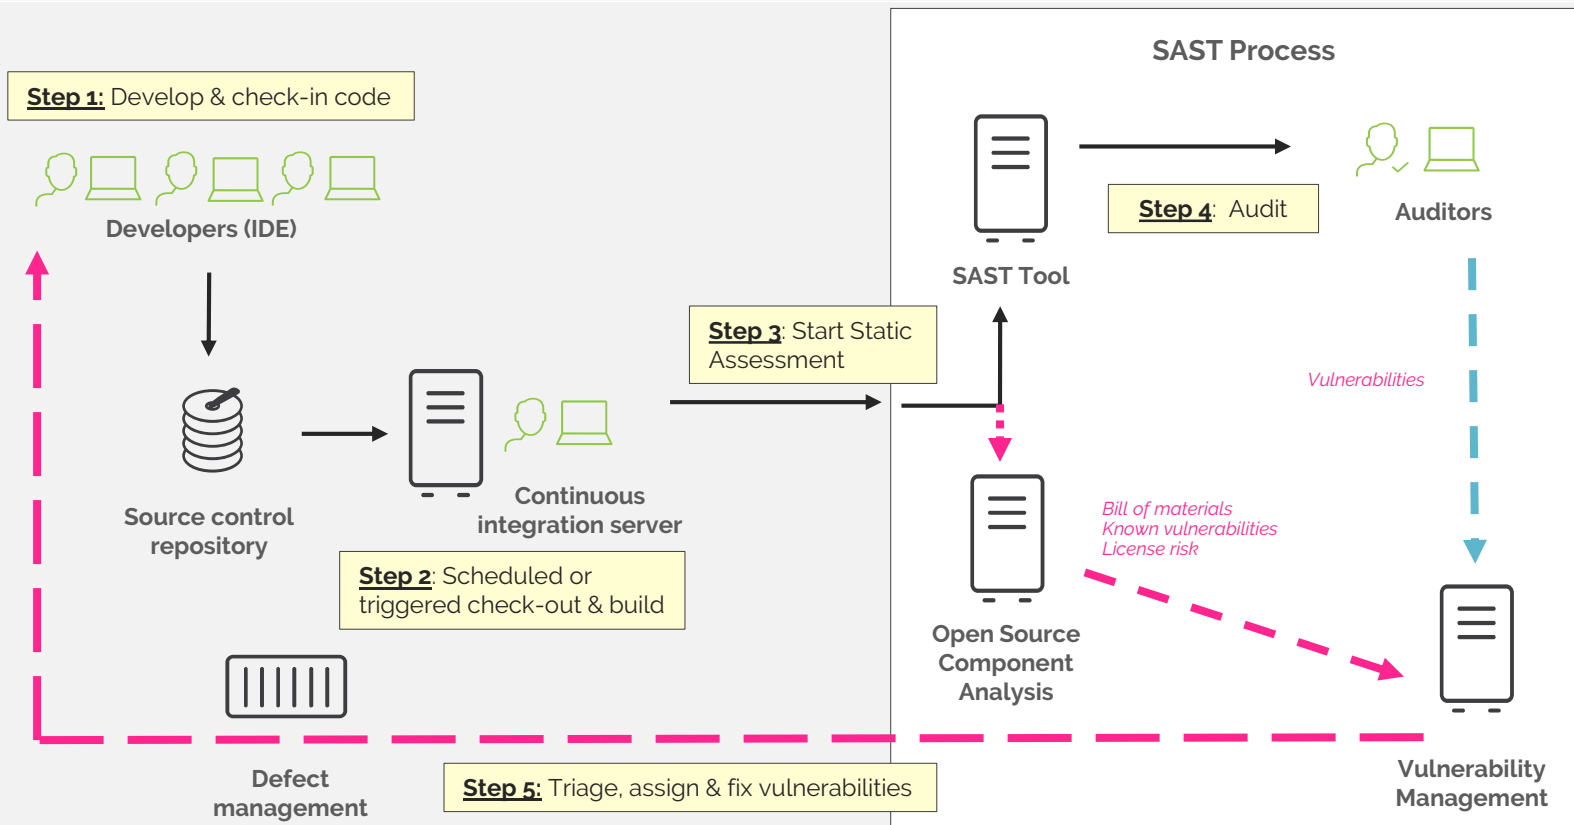 SAST Process
Step 1: Develop & check-in code
Developers (IDE)
Step 4:  Audit
Auditors
SAST Tool
Step 3: Start Static
Assessment
Vulnerabilities
Source control
repository
Continuous
integration server
Bill of materials
Known vulnerabilities
License risk
Step 2: Scheduled or
triggered check-out & build
Open Source
Component
Analysis
Defect
management
Step 5: Triage, assign & fix vulnerabilities
Vulnerability
Management